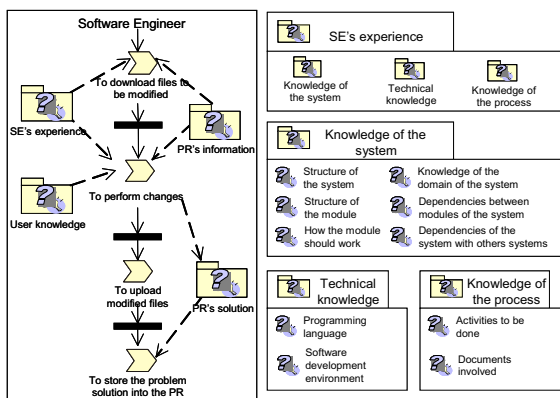 Software Engineer
To download files to
be modified
SE's experience
PR's information
User knowledge
To perform changes
To upload
modified files
PR's solution
To store the problem
solution into the PR
SE's experience
Knowledge of
the system
Technical
knowledge
Knowledge of
the process
Knowledge of the
system
Structure of
the system
Knowledge of the
domain of the system
Structure of
the module
Dependencies between
modules of the system
How the module
should work
Dependencies of the
system with others systems
Technical
knowledge
Programming
language
Software
development
environment
Knowledge of
the process
Activities to be
done
Documents
involved